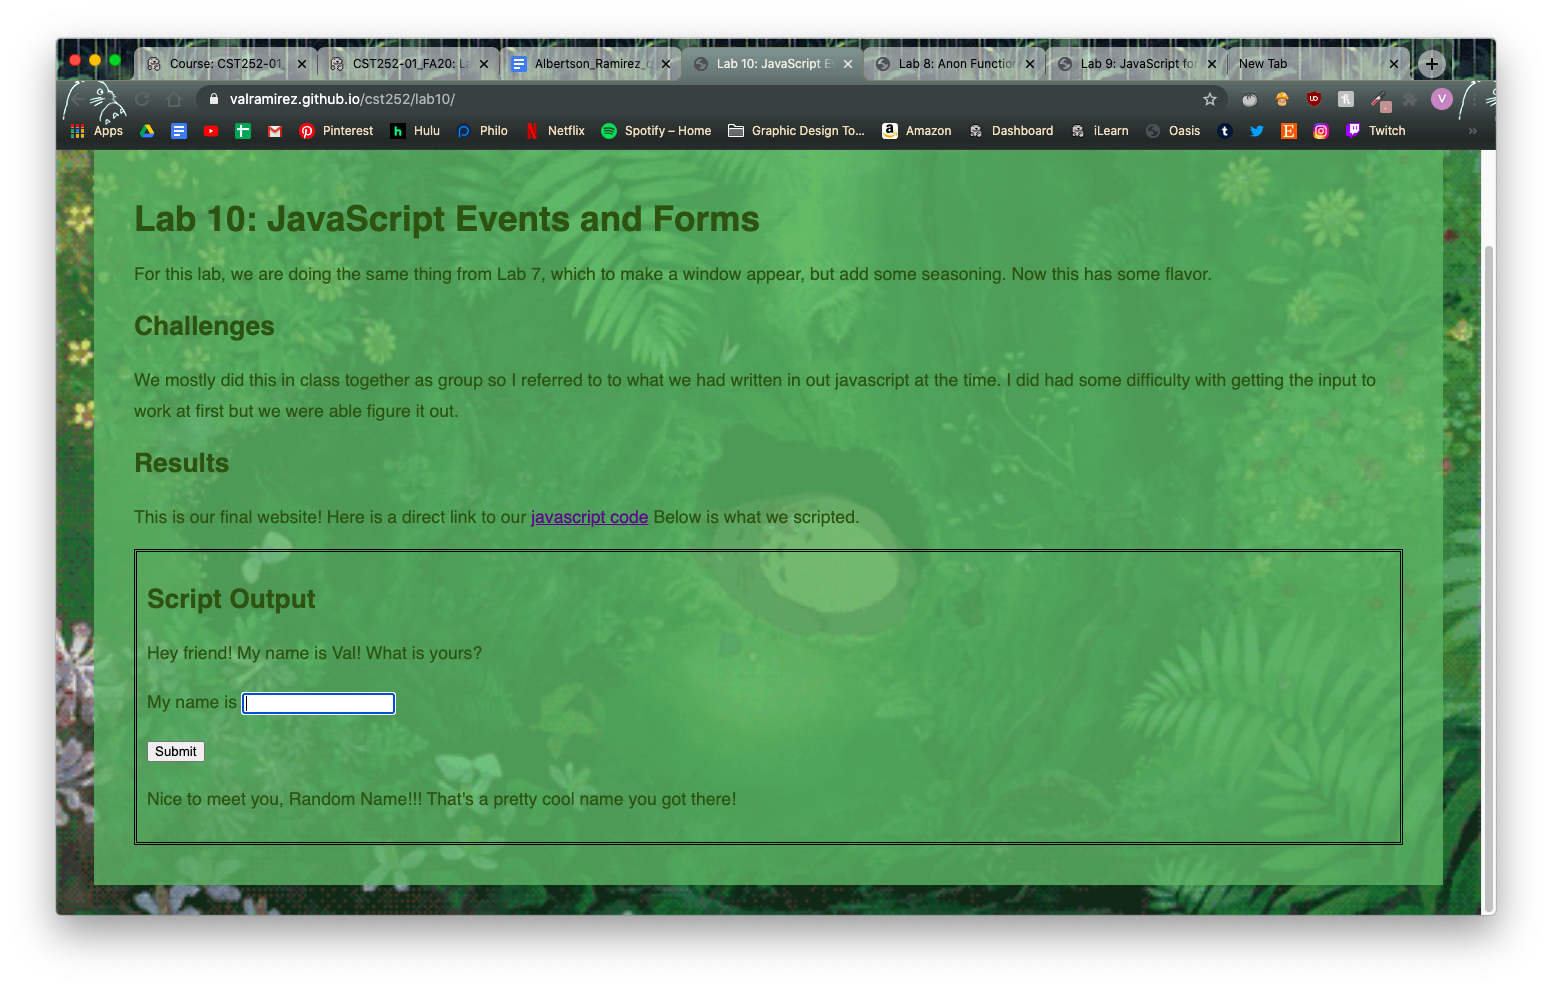 Course: CST252-01_
CST252-01_FA20: La
Albertson_Ramirez_c
Lab 10: JavaScript Ev
Lab 8: Anon Function
Lab 9: JavaScript for
New Tab
valramirez.github.io/cst252/lab10/
V
Apps
Pinterest
h Hulu
Philo
Netflix
Spotify – Home
Graphic Design To...
a Amazon
Dashboard
iLearn
Oasis
t
E
Twitch
»
Lab 10: JavaScript Events and Forms
For this lab, we are doing the same thing from Lab 7, which to make a window appear, but add some seasoning. Now this has some flavor.
Challenges
We mostly did this in class together as group so I referred to to what we had written in out javascript at the time. I did had some difficulty with getting the input to
work at first but we were able figure it out.
Results
This is our final website! Here is a direct link to our javascript code Below is what we scripted.
Script Output
Hey friend! My name is Val! What is yours?
My name is
Submit
Nice to meet you, Random Name!!! That's a pretty cool name you got there!